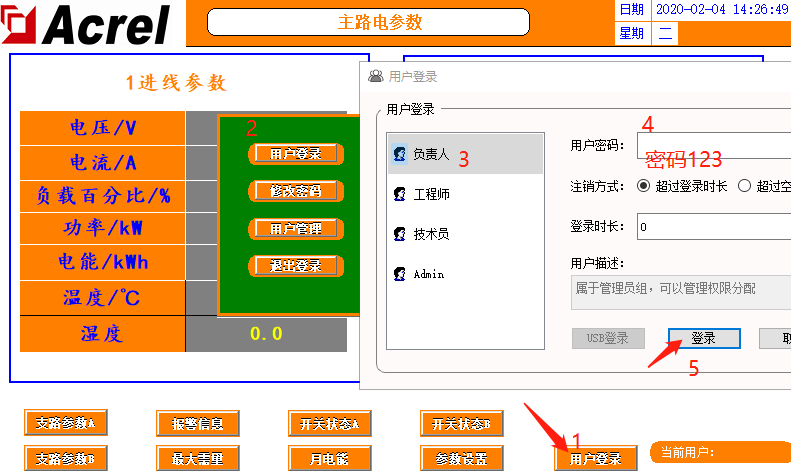 Acrel
主路电参数
日期 2020-02-04 14:26:49
星期 二
1进线参数
电压/V
电流/A
负载百分比/%
功率/kW
电能/kWh
温度/℃
湿度 0.0
2
用户登录
修改密码
用户管理
退出登录
用户登录
用户登录
负责人 3
工程师
技术员
Admin
4
用户密码:
密码123
注销方式: 超过登录时长 超过空
登录时长: 0
用户描述:
属于管理员组，可以管理权限分配
USB登录 登录 取
5
支路参数A 报警信息 开关状态A 开关状态B
1
支路参数B 最大需量 月电能 参数设置 用户登录 当前用户: